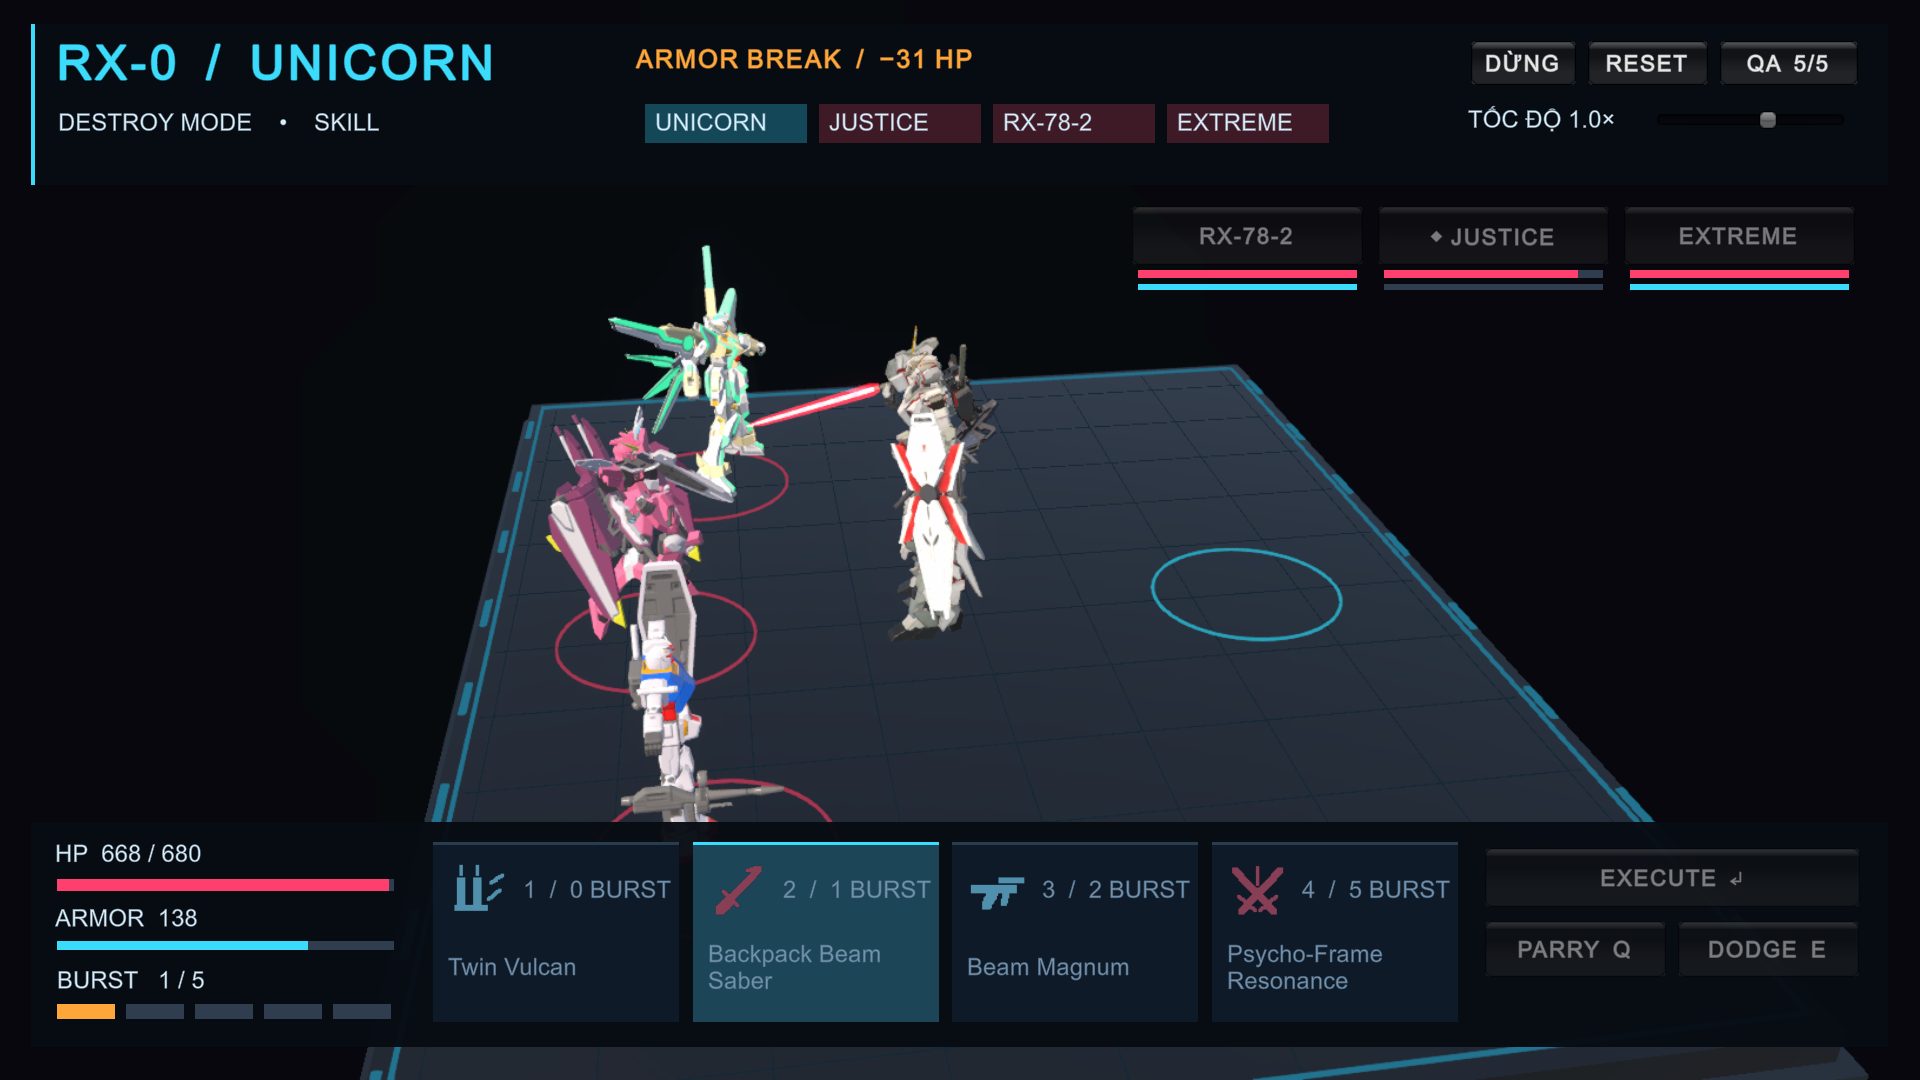 RX-0 / UNICORN
DESTROY MODE • SKILL
ARMOR BREAK / −31 HP
UNICORN JUSTICE RX-78-2 EXTREME
DỪNG RESET QA 5/5
TỐC ĐỘ 1.0×
RX-78-2 ◆ JUSTICE EXTREME
HP 668 / 680
ARMOR 138
BURST 1 / 5
1 / 0 BURST
Twin Vulcan
2 / 1 BURST
Backpack Beam
Saber
3 / 2 BURST
Beam Magnum
4 / 5 BURST
Psycho-Frame
Resonance
EXECUTE ↲
PARRY Q DODGE E